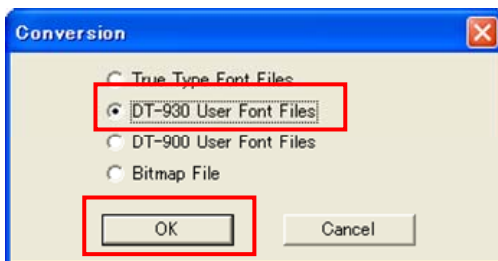 Conversion
True Type Font Files
DT-930 User Font Files
DT-900 User Font Files
Bitmap File
OK
Cancel